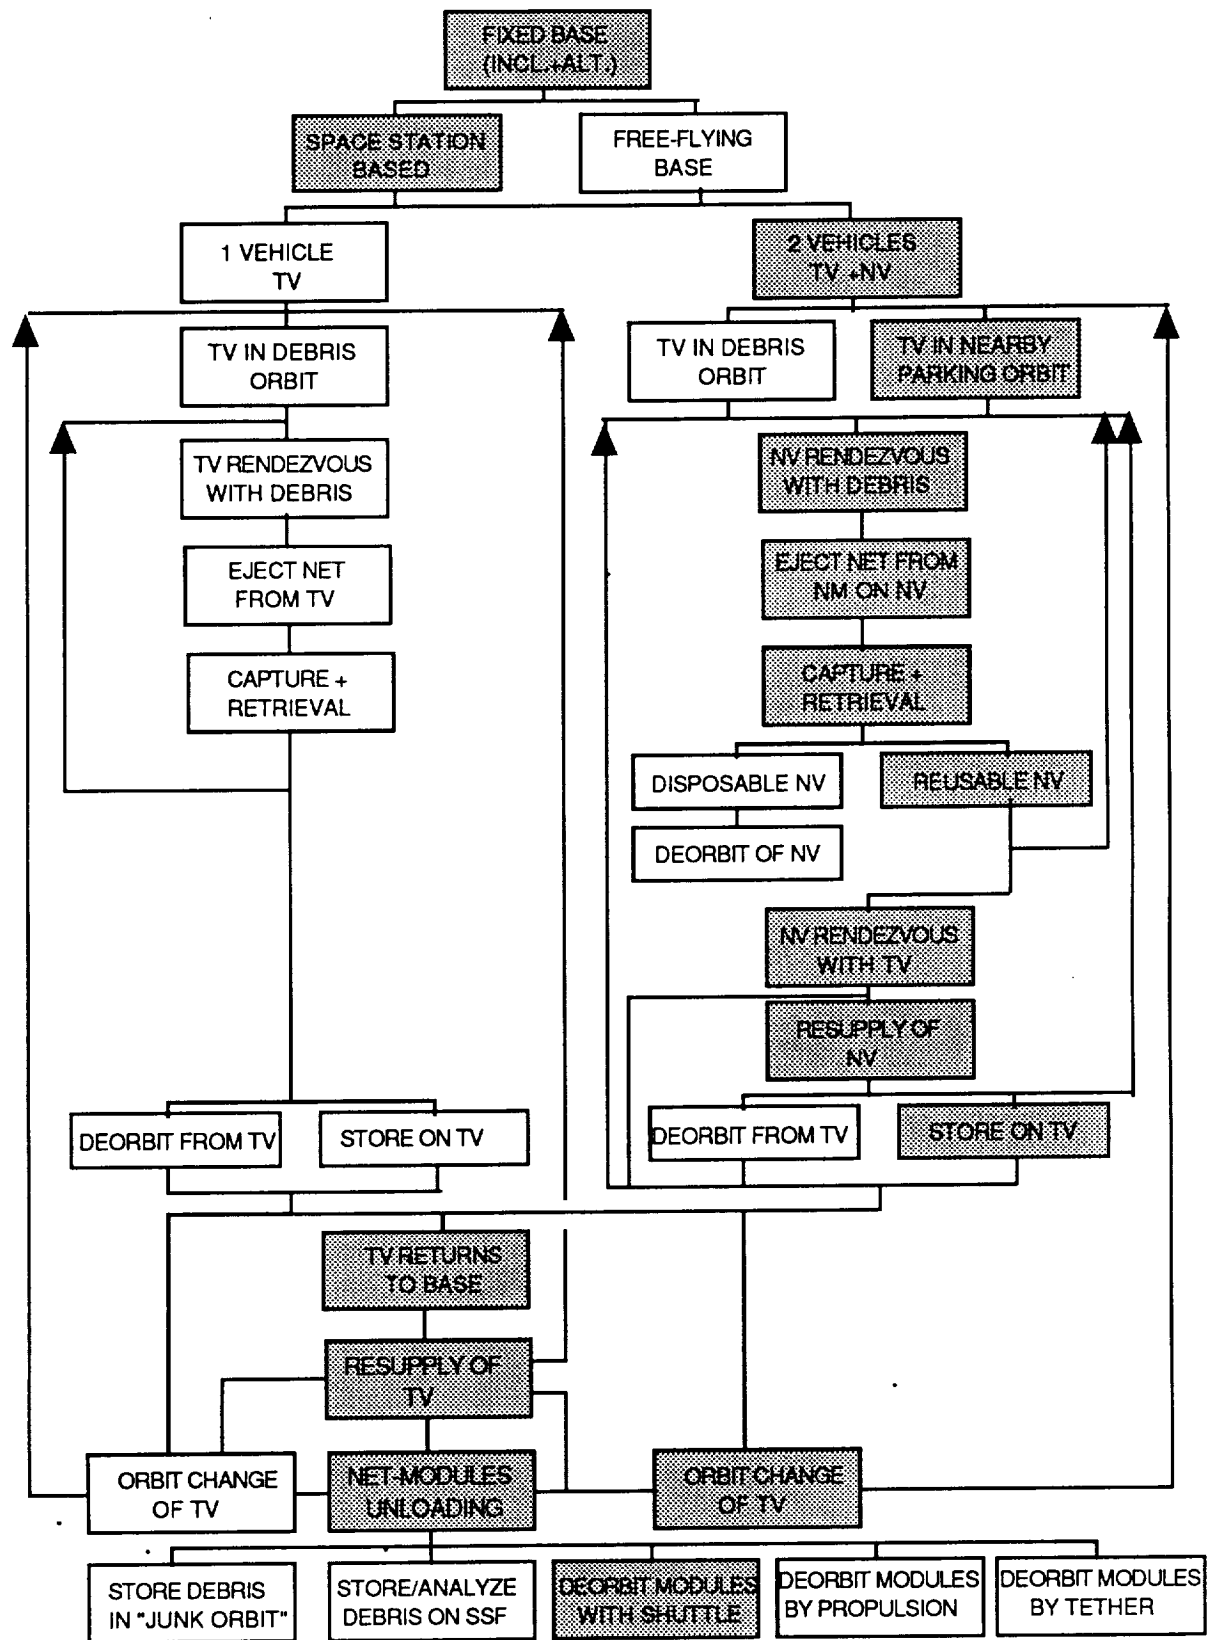 FIXED BASE
(INCL.+ALT.)
SPACE STATION
BASED
FREE-FLYING
BASE
1 VEHICLE
TV
2 VEHICLES
TV +NV
TV IN DEBRIS
ORBIT
TV IN DEBRIS
ORBIT
TV IN NEARBY
PARKING ORBIT
TV RENDEZVOUS
WITH DEBRIS
NV RENDEZVOUS
WITH DEBRIS
EJECT NET
FROM TV
EJECT NET FROM
NM ON NV
CAPTURE +
RETRIEVAL
CAPTURE +
RETRIEVAL
DISPOSABLE NV
REUSABLE NV
DEORBIT OF NV
NV RENDEZVOUS
WITH TV
RESUPPLY OF
NV
DEORBIT FROM TV
STORE ON TV
DEORBIT FROM TV
STORE ON TV
TV RETURNS
TO BASE
RESUPPLY OF
TV
ORBIT CHANGE
OF TV
NET-MODULES
UNLOADING
ORBIT CHANGE
OF TV
STORE DEBRIS
IN "JUNK ORBIT"
STORE/ANALYZE
DEBRIS ON SSF
DEORBIT MODULES
WITH SHUTTLE
DEORBIT MODULES
BY PROPULSION
DEORBIT MODULES
BY TETHER